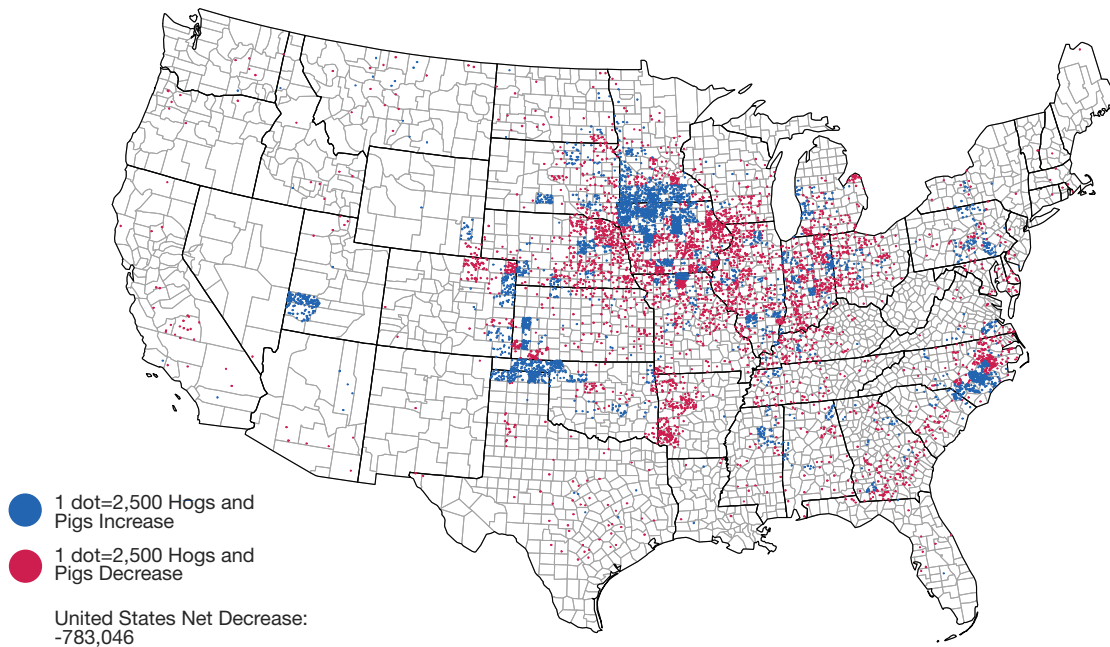 1 dot=2,500 Hogs and
Pigs Increase
1 dot=2,500 Hogs and
Pigs Decrease
United States Net Decrease:
-783,046